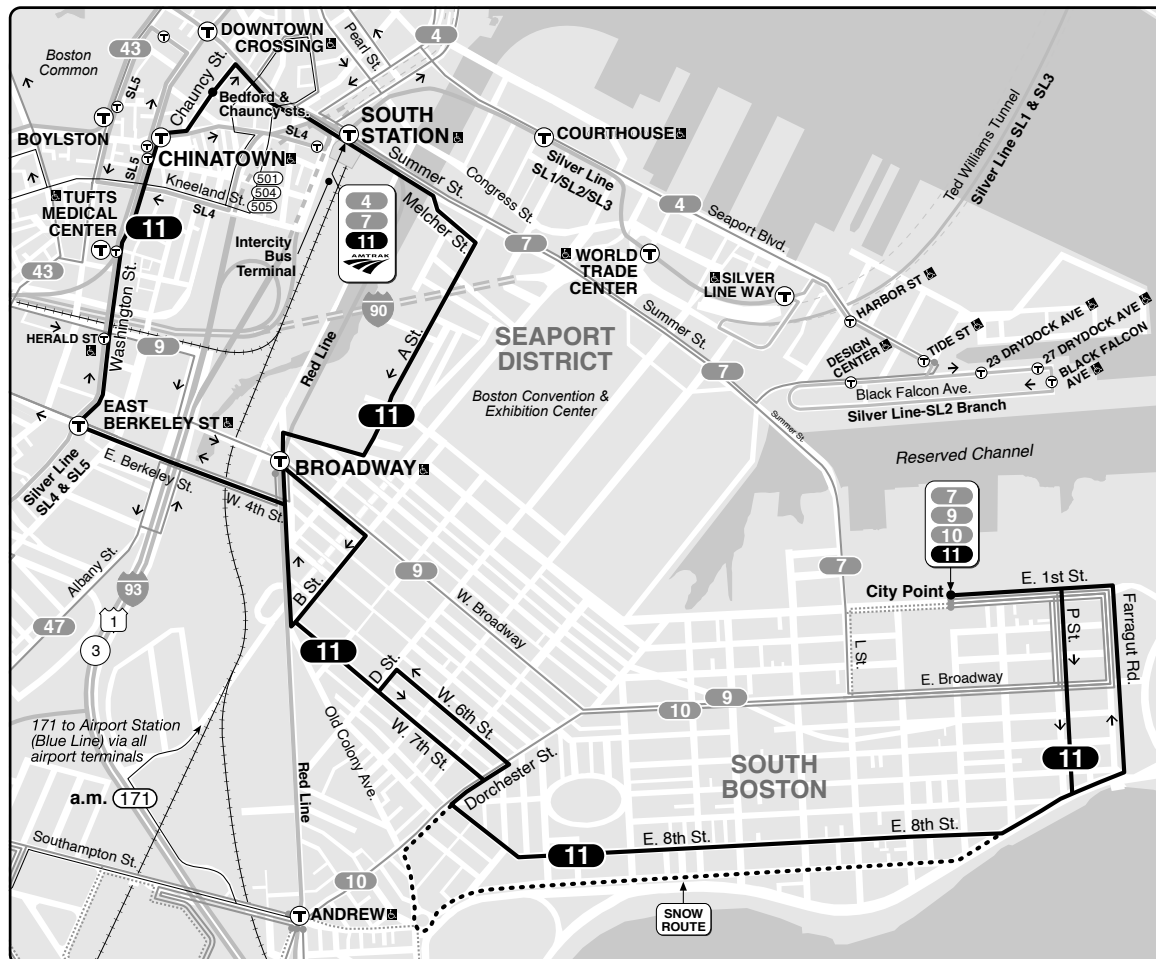 DOWNTOWN
CROSSING
43
Boston
Common
SL5
Chauncy St.
Pearl St.
4
Bedford &
Chauncy sts.
SL4
SOUTH
STATION
COURTHOUSE
BOYLSTON
CHINATOWN
SL5
Kneeland St.
SL4
501
504
505
Summer St.
Congress St.
Silver Line
SL1/SL2/SL3
Ted Williams Tunnel
Silver Line SL1 & SL3
TUFTS
MEDICAL
CENTER
11
4
7
11
AMTRAK
Melcher St.
4
Seaport Blvd.
Intercity
Bus
Terminal
7
WORLD
TRADE
CENTER
SILVER
LINE WAY
43
Washington St.
90
HARBOR ST
HERALD ST
9
Red Line
A St.
SEAPORT
DISTRICT
Summer St.
DESIGN
CENTER
TIDE ST
23 DRYDOCK AVE
27 DRYDOCK AVE
BLACK FALCON
AVE
7
Boston Convention &
Exhibition Center
Black Falcon Ave.
Silver Line-SL2 Branch
11
EAST
BERKELEY ST
Summer St.
BROADWAY
Reserved Channel
Silver Line
SL4 & SL5
E. Berkeley St.
W. 4th St.
7
9
10
11
Albany St.
93
9
7
City Point
E. 1st St.
B St.
W. Broadway
P St.
Farragut Rd.
47
1
3
11
L St.
D St.
E. Broadway
W. 6th St.
9
10
171 to Airport Station
(Blue Line) via all
airport terminals
Old Colony Ave.
W. 7th St.
Dorchester St.
SOUTH
BOSTON
11
Red Line
a.m. 171
E. 8th St.
E. 8th St.
Southampton St.
11
10
ANDREW
SNOW
ROUTE